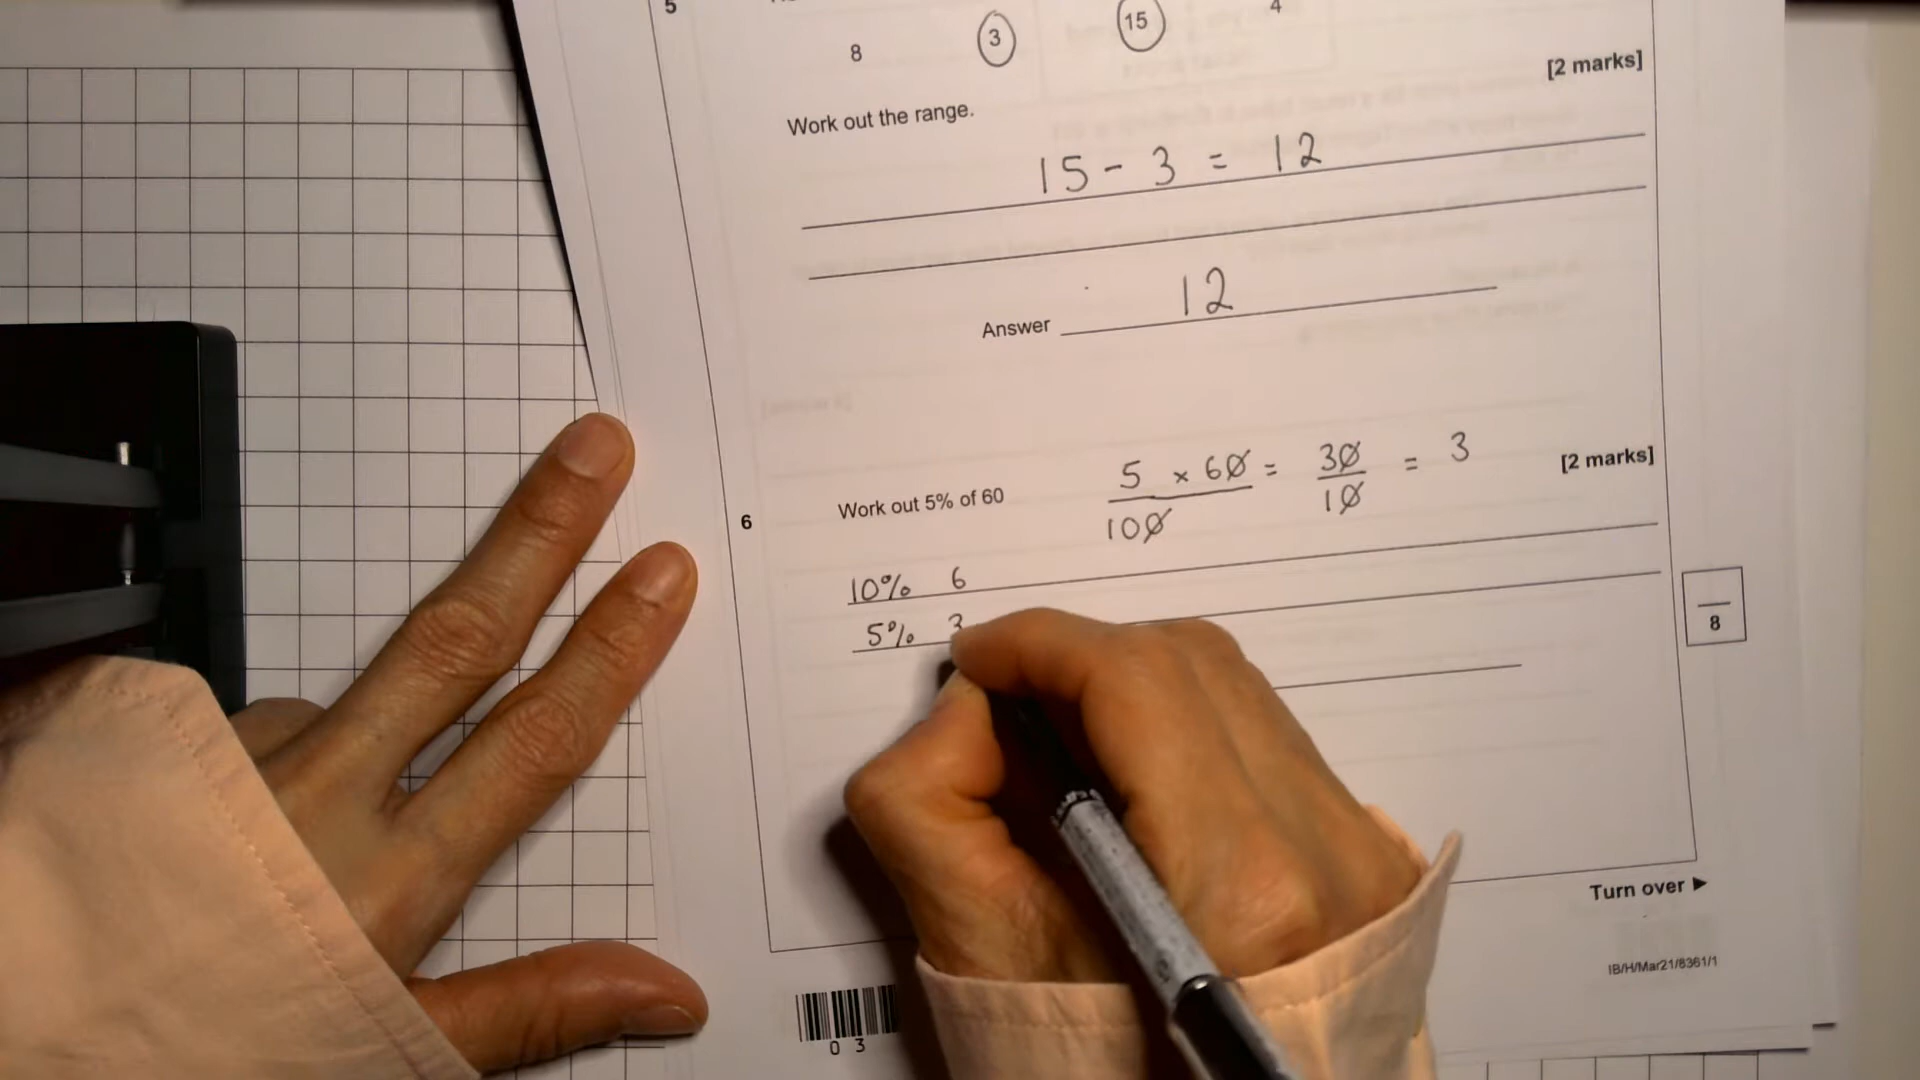 5
8 3 15 4
[2 marks]
Work out the range.
15 - 3 = 12
Answer 12
6 Work out 5% of 60 5 × 60 / 100 = 30 / 10 = 3 [2 marks]
10% 6
5% 3
8
Turn over ►
IB/H/Mar21/8361/1
0 3